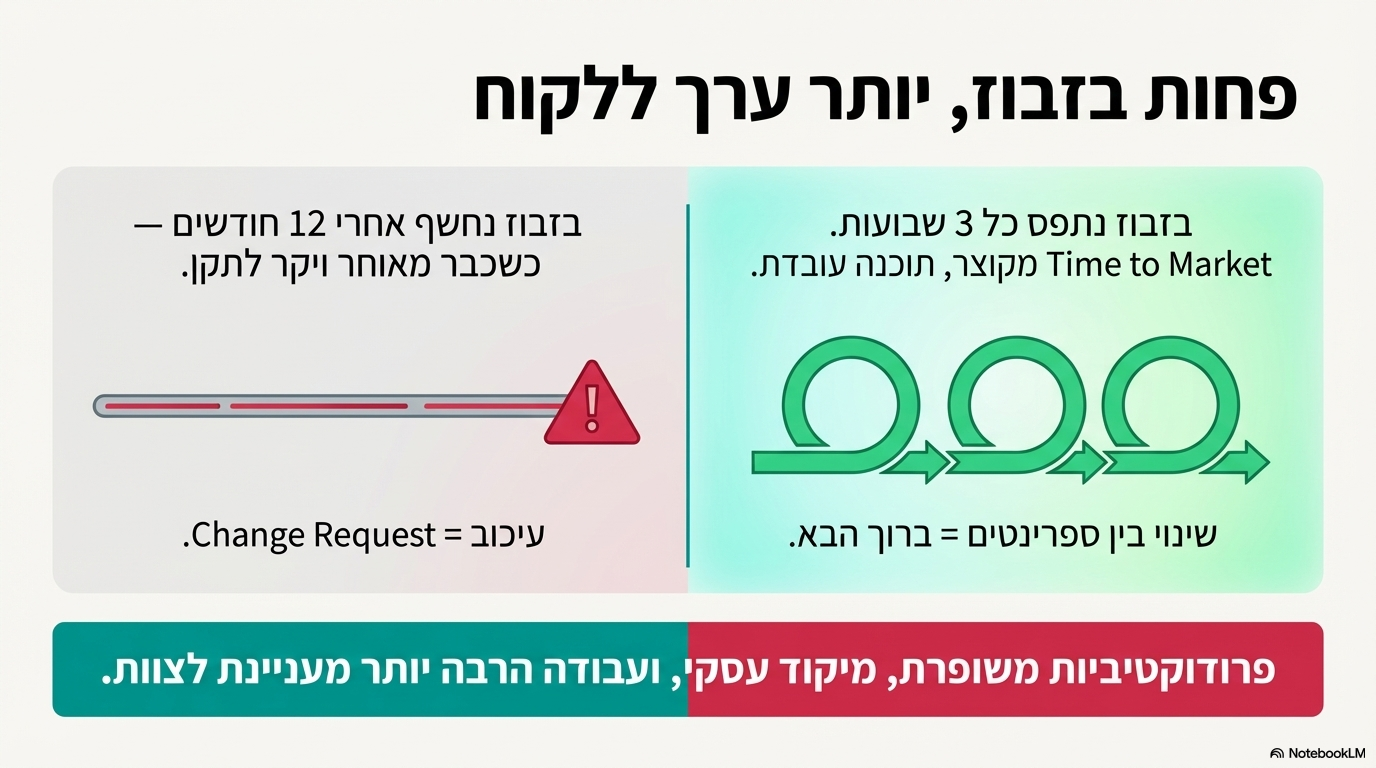 פחות בזבוז, יותר ערך ללקוח
בזבוז נתפס כל 3 שבועות.
Time to Market מקוצר, תוכנה עובדת.
שינוי בין ספרינטים = ברוך הבא.
בזבוז נחשף אחרי 12 חודשים —
כשכבר מאוחר ויקר לתקן.
עיכוב = Change Request.
פרודוקטיביות משופרת, מיקוד עסקי, ועבודה הרבה יותר מעניינת לצוות.
NotebookLM